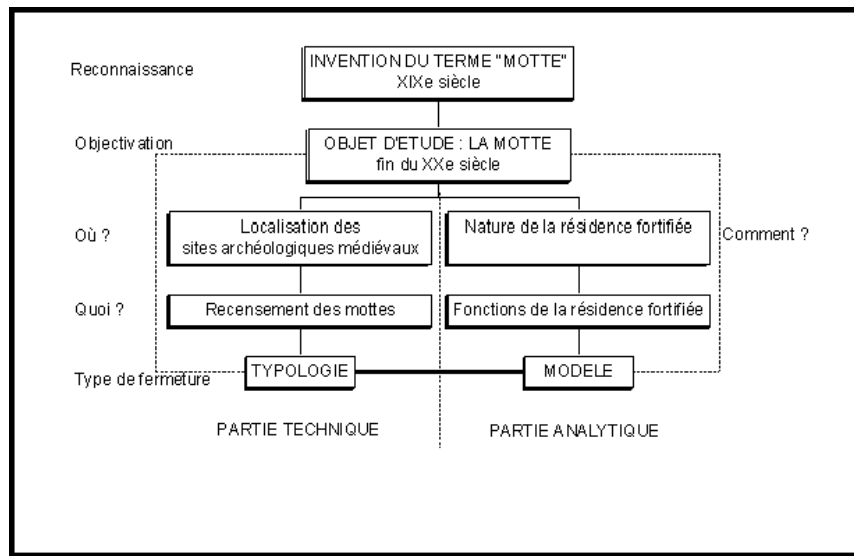 Reconnaissance
INVENTION DU TERME "MOTTE"
XIXe siècle
Objectivation
OBJET D'ETUDE : LA MOTTE
fin du XXe siècle
Où ?
Localisation des
sites archéologiques médiévaux
Nature de la résidence fortifiée
Comment ?
Quoi ?
Recensement des mottes
Fonctions de la résidence fortifiée
Type de fermeture
TYPOLOGIE
MODELE
PARTIE TECHNIQUE
PARTIE ANALYTIQUE